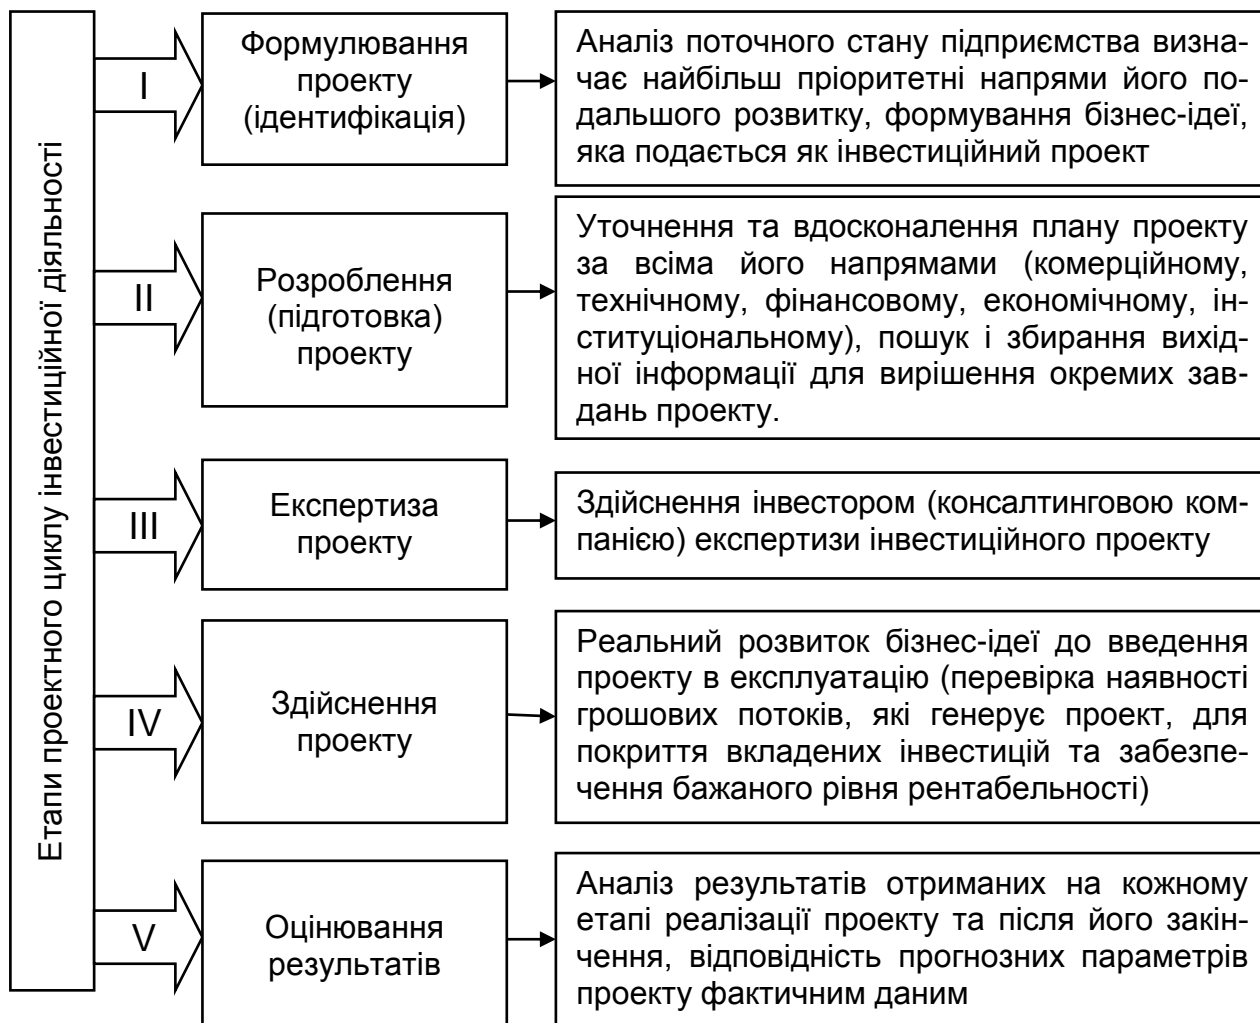 Етапи проектного циклу інвестиційної діяльності
I
Формулювання
проекту
(ідентифікація)
Аналіз поточного стану підприємства визна-
чає найбільш пріоритетні напрями його по-
дальшого розвитку, формування бізнес-ідеї,
яка подається як інвестиційний проект
II
Розроблення
(підготовка)
проекту
Уточнення та вдосконалення плану проекту
за всіма його напрямами (комерційному,
технічному, фінансовому, економічному, ін-
ституціональному), пошук і збирання вихід-
ної інформації для вирішення окремих зав-
дань проекту.
III
Експертиза
проекту
Здійснення інвестором (консалтинговою ком-
панією) експертизи інвестиційного проекту
IV
Здійснення
проекту
Реальний розвиток бізнес-ідеї до введення
проекту в експлуатацію (перевірка наявності
грошових потоків, які генерує проект, для
покриття вкладених інвестицій та забезпе-
чення бажаного рівня рентабельності)
V
Оцінювання
результатів
Аналіз результатів отриманих на кожному
етапі реалізації проекту та після його закін-
чення, відповідність прогнозних параметрів
проекту фактичним даним